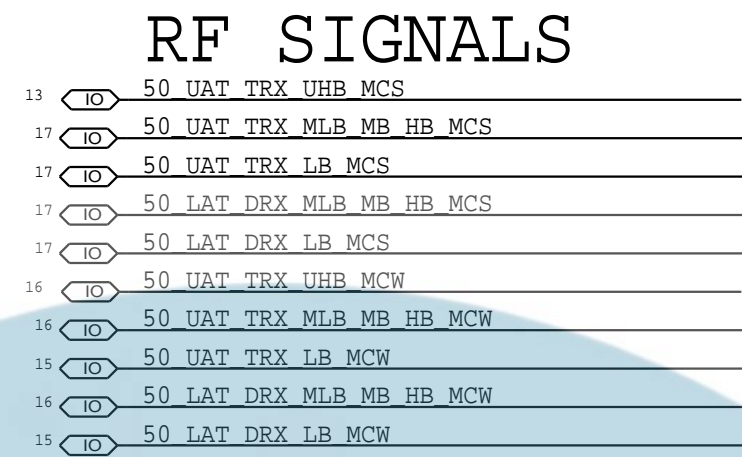 RF SIGNALS
13 IO 50_UAT_TRX_UHB_MCS
17 IO 50_UAT_TRX_MLB_MB_HB_MCS
17 IO 50_UAT_TRX_LB_MCS
17 IO 50_LAT_DRX_MLB_MB_HB_MCS
17 IO 50_LAT_DRX_LB_MCS
16 IO 50_UAT_TRX_UHB_MCW
16 IO 50_UAT_TRX_MLB_MB_HB_MCW
15 IO 50_UAT_TRX_LB_MCW
16 IO 50_LAT_DRX_MLB_MB_HB_MCW
15 IO 50_LAT_DRX_LB_MCW